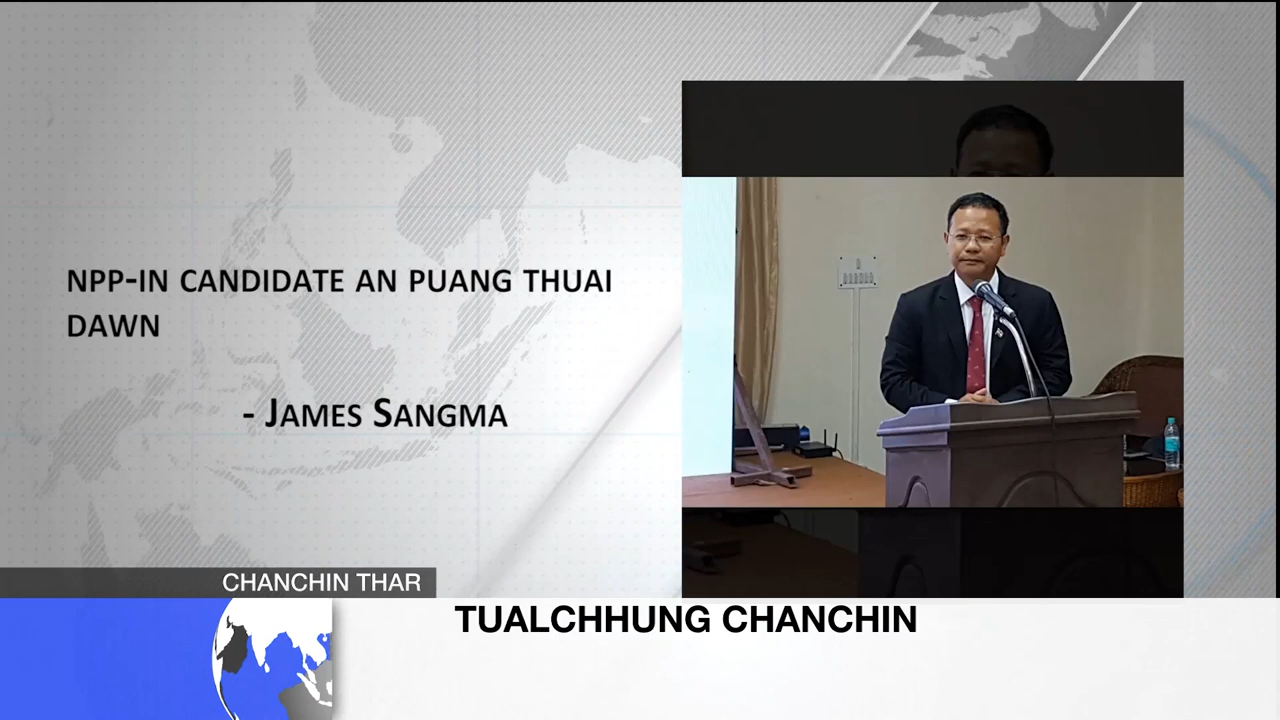 NPP-IN CANDIDATE AN PUANG THUAI
DAWN
- JAMES SANGMA
CHANCHIN THAR
TUALCHHUNG CHANCHIN